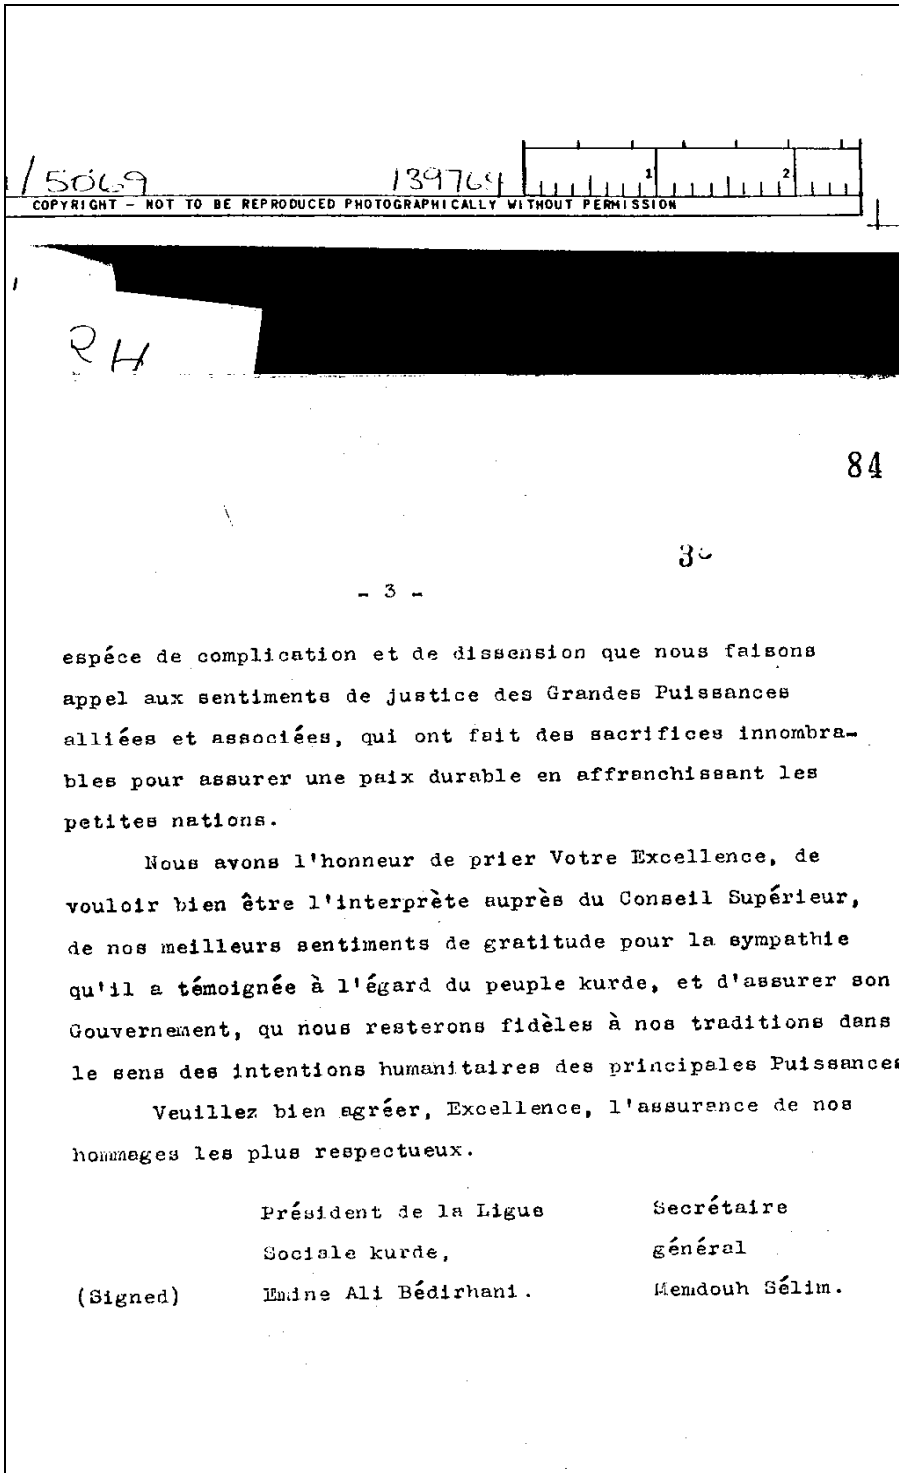 /5069 139764 1 2
COPYRIGHT - NOT TO BE REPRODUCED PHOTOGRAPHICALLY WITHOUT PERMISSION
84
- 3 -
espéce de complication et de dissension que nous faisons
appel aux sentiments de justice des Grandes Puissances
alliées et associées, qui ont fait des sacrifices innombra-
bles pour assurer une paix durable en affranchissant les
petites nations.
Nous avons l'honneur de prier Votre Excellence, de
vouloir bien être l'interprète auprès du Conseil Supérieur,
de nos meilleurs sentiments de gratitude pour la sympathie
qu'il a témoignée à l'égard du peuple kurde, et d'assurer son
Gouvernement, qu nous resterons fidèles à nos traditions dans
le sens des intentions humanitaires des principales Puissances
Veuillez bien agréer, Excellence, l'assurance de nos
hommages les plus respectueux.
Président de la Ligue Secrétaire
Sociale kurde, général
(Signed) Emine Ali Bédirhani. Memdouh Sélim.